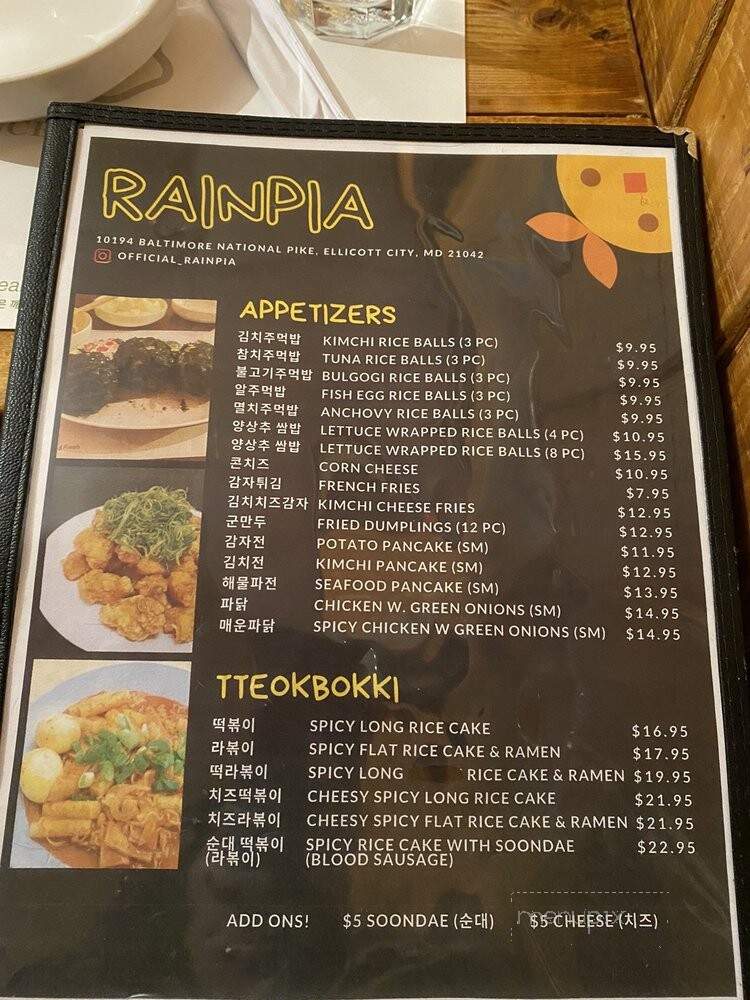 RAINPIA
10194 BALTIMORE NATIONAL PIKE, ELLICOTT CITY, MD 21042
OFFICIAL_RAINPIA
APPETIZERS
김치주먹밥 KIMCHI RICE BALLS (3 PC) $9.95
참치주먹밥 TUNA RICE BALLS (3 PC) $9.95
불고기주먹밥 BULGOGI RICE BALLS (3 PC) $9.95
알주먹밥 FISH EGG RICE BALLS (3 PC) $9.95
멸치주먹밥 ANCHOVY RICE BALLS (3 PC) $9.95
양상추 쌈밥 LETTUCE WRAPPED RICE BALLS (4 PC) $10.95
양상추 쌈밥 LETTUCE WRAPPED RICE BALLS (8 PC) $15.95
콘치즈 CORN CHEESE $10.95
감자튀김 FRENCH FRIES $7.95
김치치즈감자 KIMCHI CHEESE FRIES $12.95
군만두 FRIED DUMPLINGS (12 PC) $12.95
감자전 POTATO PANCAKE (SM) $11.95
김치전 KIMCHI PANCAKE (SM) $12.95
해물파전 SEAFOOD PANCAKE (SM) $13.95
파닭 CHICKEN W. GREEN ONIONS (SM) $14.95
매운파닭 SPICY CHICKEN W GREEN ONIONS (SM) $14.95
TTEOKBOKKI
떡볶이 SPICY LONG RICE CAKE $16.95
라볶이 SPICY FLAT RICE CAKE & RAMEN $17.95
떡라볶이 SPICY LONG RICE CAKE & RAMEN $19.95
치즈떡볶이 CHEESY SPICY LONG RICE CAKE $21.95
치즈라볶이 CHEESY SPICY FLAT RICE CAKE & RAMEN $21.95
순대 떡볶이 SPICY RICE CAKE WITH SOONDAE $22.95
(라볶이) (BLOOD SAUSAGE)
ADD ONS! $5 SOONDAE (순대) $5 CHEESE (치즈)
menupix